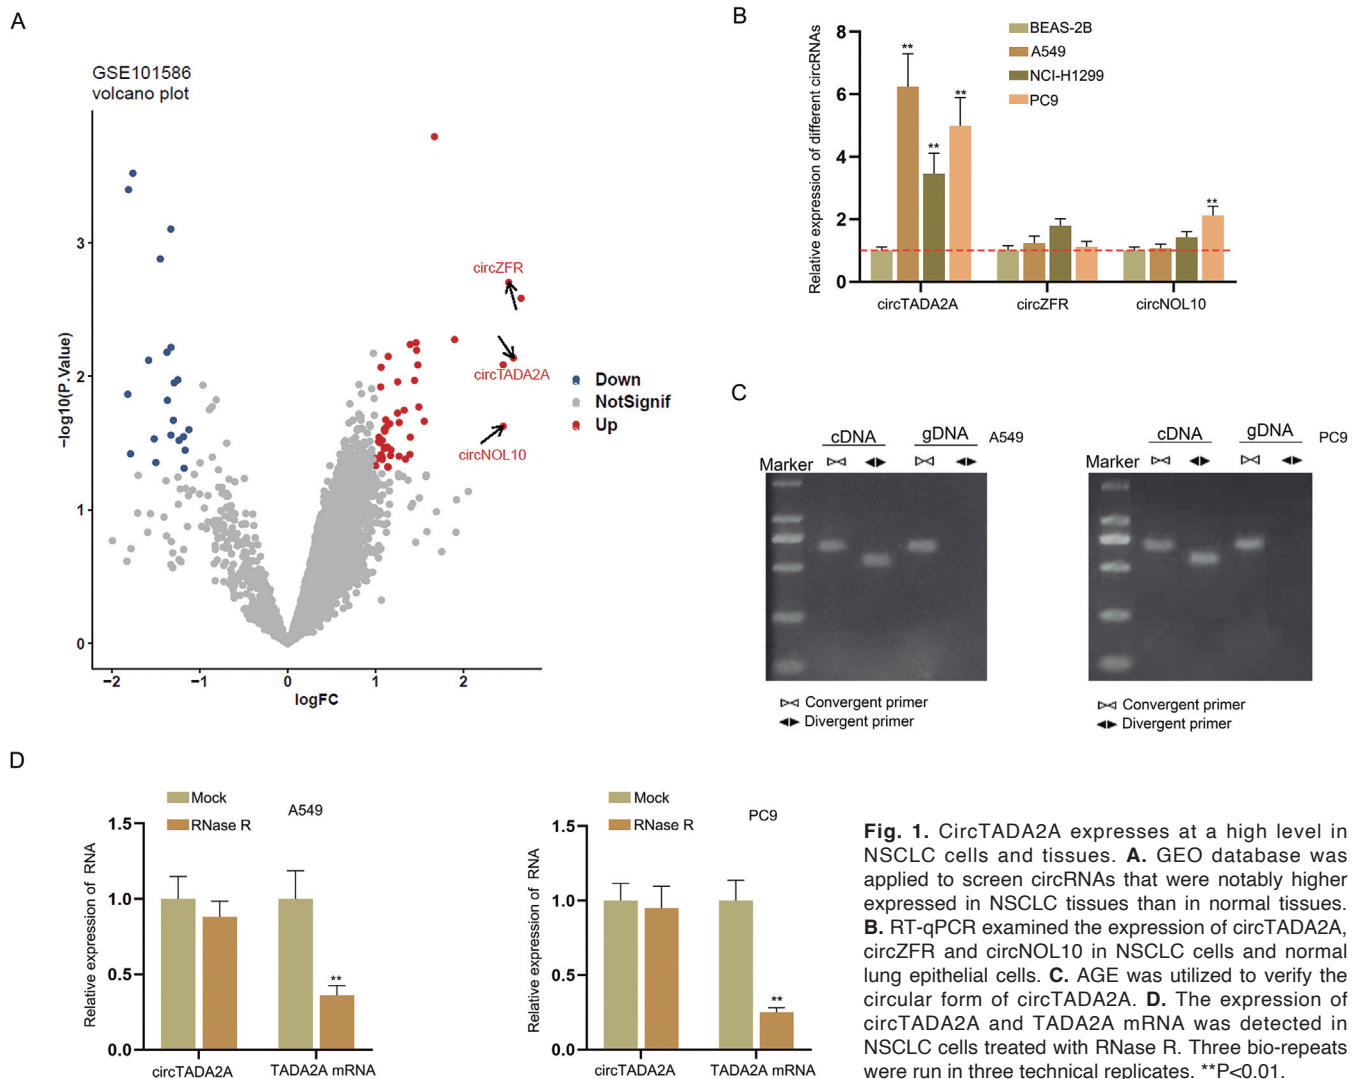 A
GSE101586
volcano plot
−log10(P.Value)
3
2
1
0
−2
−1
0
1
2
logFC
circZFR
circTADA2A
circNOL10
Down
NotSignif
Up
B
Relative expression of different circRNAs
8
6
4
2
0
BEAS-2B
A549
NCI-H1299
PC9
**
**
**
**
circTADA2A
circZFR
circNOL10
C
cDNA
gDNA
A549
Marker
Convergent primer
Divergent primer
cDNA
gDNA
PC9
Marker
Convergent primer
Divergent primer
D
Mock
RNase R
A549
Relative expression of RNA
1.5
1.0
0.5
0.0
**
circTADA2A
TADA2A mRNA
Mock
RNase R
PC9
Relative expression of RNA
1.5
1.0
0.5
0.0
**
circTADA2A
TADA2A mRNA
Fig. 1. CircTADA2A expresses at a high level in
NSCLC cells and tissues. A. GEO database was
applied to screen circRNAs that were notably higher
expressed in NSCLC tissues than in normal tissues.
B. RT-qPCR examined the expression of circTADA2A,
circZFR and circNOL10 in NSCLC cells and normal
lung epithelial cells. C. AGE was utilized to verify the
circular form of circTADA2A. D. The expression of
circTADA2A and TADA2A mRNA was detected in
NSCLC cells treated with RNase R. Three bio-repeats
were run in three technical replicates. **P<0.01.